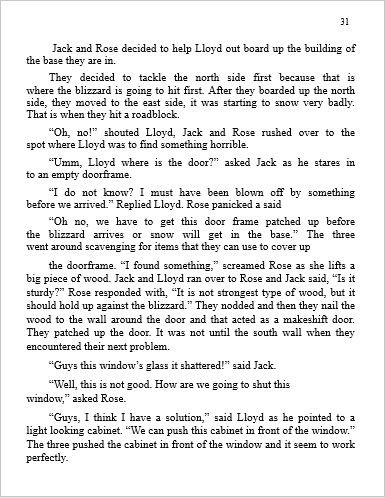 31
Jack and Rose decided to help Lloyd out board up the building of
the base they are in.
They decided to tackle the north side first because that is
where the blizzard is going to hit first. After they boarded up the north
side, they moved to the east side, it was starting to snow very badly.
That is when they hit a roadblock.
“Oh, no!” shouted Lloyd, Jack and Rose rushed over to the
spot where Lloyd was to find something horrible.
“Umm, Lloyd where is the door?” asked Jack as he stares in
to an empty doorframe.
“I do not know? I must have been blown off by something
before we arrived.” Replied Lloyd. Rose panicked a said
“Oh no, we have to get this door frame patched up before
the blizzard arrives or snow will get in the base.” The three
went around scavenging for items that they can use to cover up
the doorframe. “I found something,” screamed Rose as she lifts a
big piece of wood. Jack and Lloyd ran over to Rose and Jack said, “Is it
sturdy?” Rose responded with, “It is not strongest type of wood, but it
should hold up against the blizzard.” They nodded and then they nail the
wood to the wall around the door and that acted as a makeshift door.
They patched up the door. It was not until the south wall when they
encountered their next problem.
“Guys this window’s glass it shattered!” said Jack.
“Well, this is not good. How are we going to shut this
window,” asked Rose.
“Guys, I think I have a solution,” said Lloyd as he pointed to a
light looking cabinet. “We can push this cabinet in front of the window.”
The three pushed the cabinet in front of the window and it seem to work
perfectly.